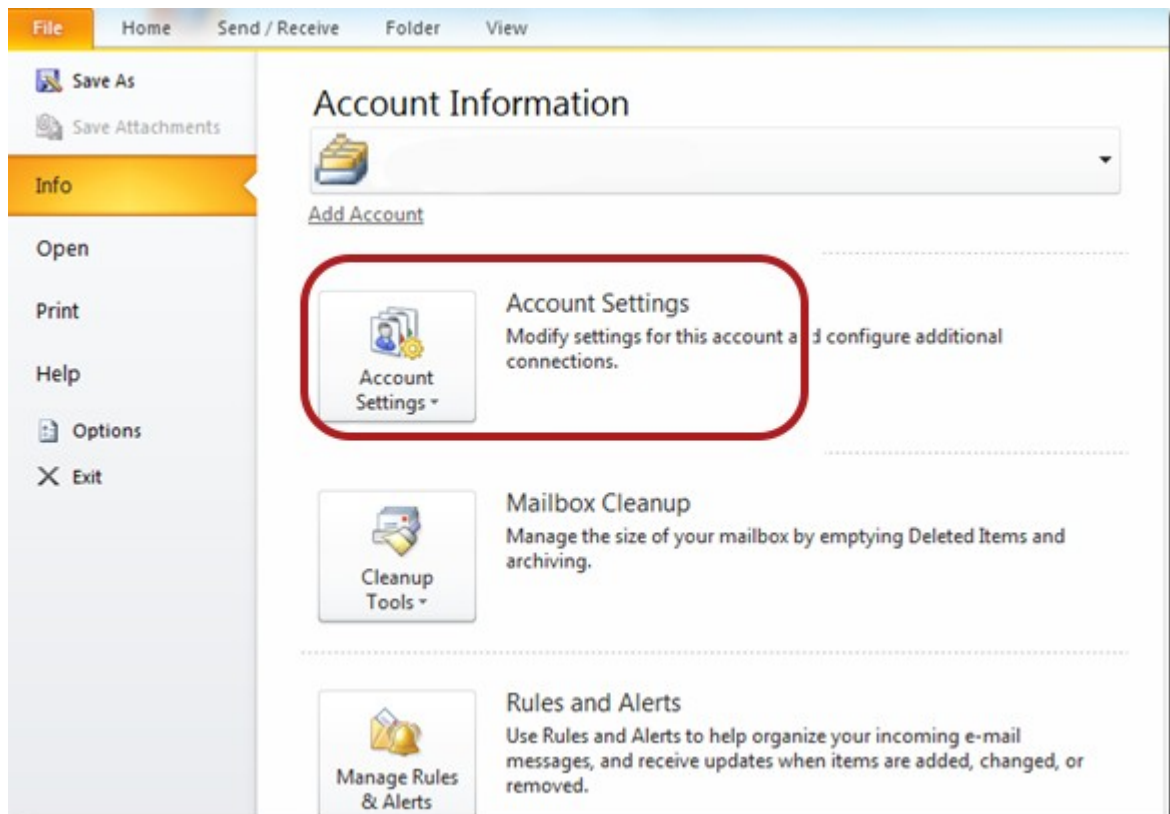 File Home Send / Receive Folder View
Save As
Save Attachments
Info
Open
Print
Help
Options
Exit
Account Information
Add Account
Account
Settings
Account Settings
Modify settings for this account a d configure additional
connections.
Cleanup
Tools
Mailbox Cleanup
Manage the size of your mailbox by emptying Deleted Items and
archiving.
Manage Rules
& Alerts
Rules and Alerts
Use Rules and Alerts to help organize your incoming e-mail
messages, and receive updates when items are added, changed, or
removed.